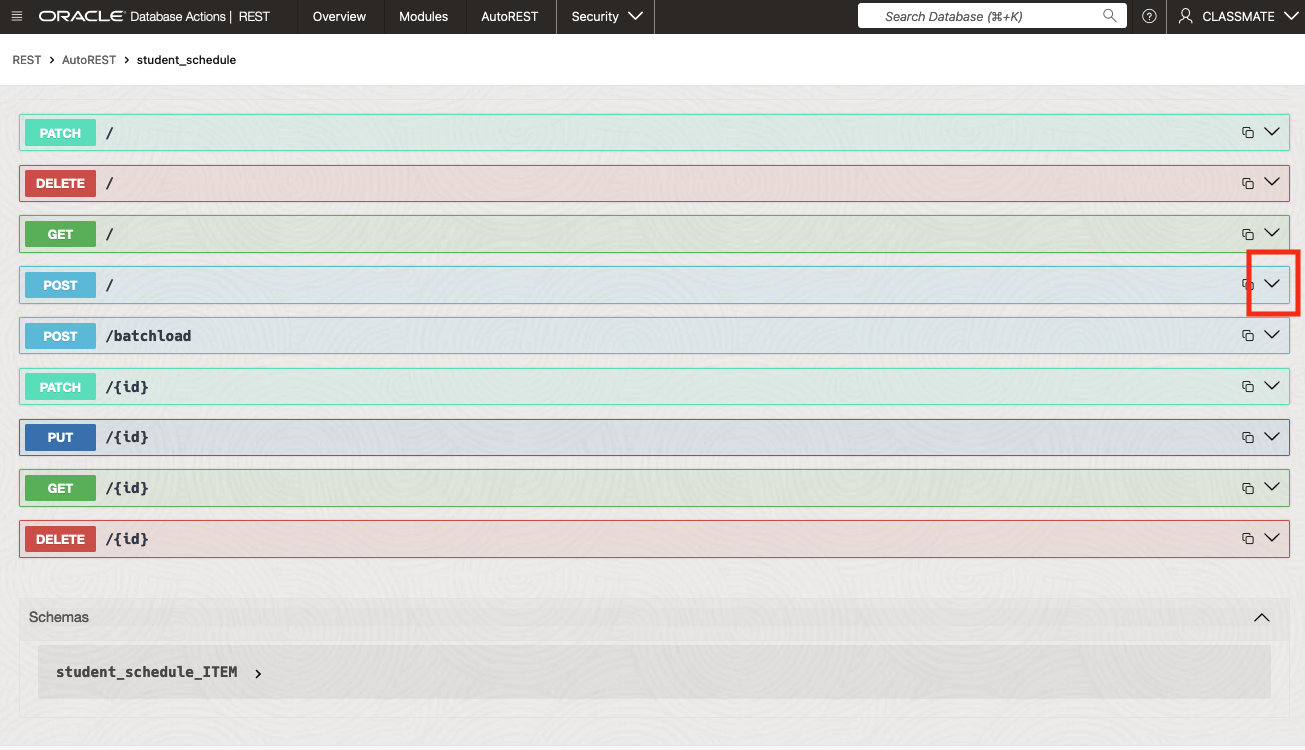 ORACLE Database Actions | REST Overview Modules AutoREST Security Search Database (⌘+K) CLASSMATE
REST > AutoREST > student_schedule
PATCH /
DELETE /
GET /
POST /
POST /batchload
PATCH /{id}
PUT /{id}
GET /{id}
DELETE /{id}
Schemas
student_schedule_ITEM